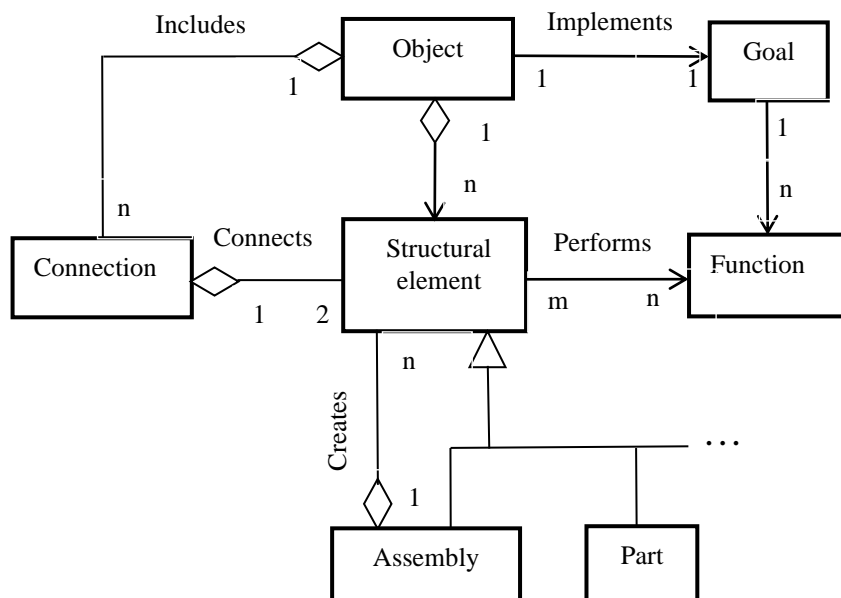 Includes
Object
Implements
Goal
1
1
1
1
1
n
n
n
Connection
Connects
Structural
element
Performs
Function
1
2
m
n
n
Creates
1
...
Assembly
Part